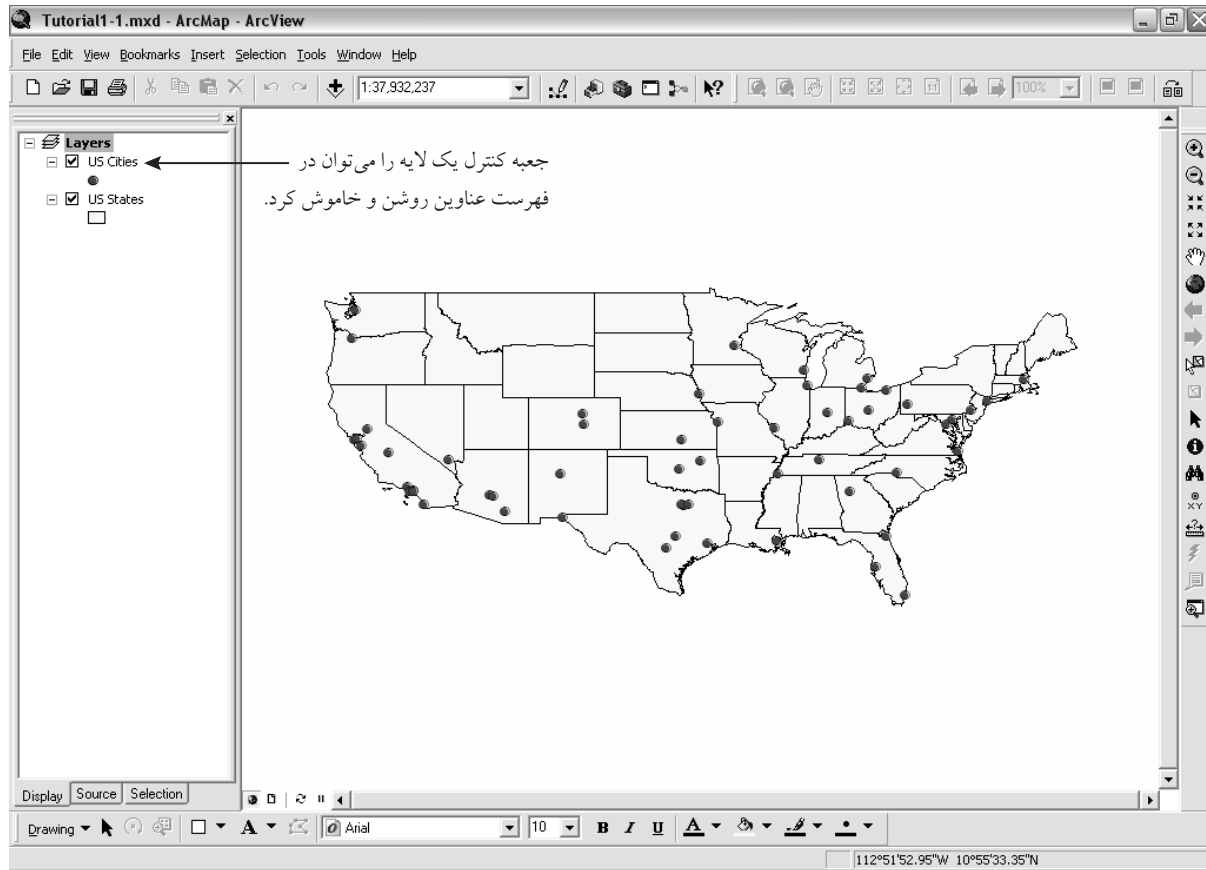 Tutorial1-1.mxd - ArcMap - ArcView
File Edit View Bookmarks Insert Selection Tools Window Help
1:37,932,237
100%
Layers
US Cities
US States
جعبه کنترل یک لایه را می‌توان در
فهرست عناوین روشن و خاموش کرد.
XY
Display Source Selection
Drawing A Arial 10 B I U A
112°51'52.95"W 10°55'33.35"N